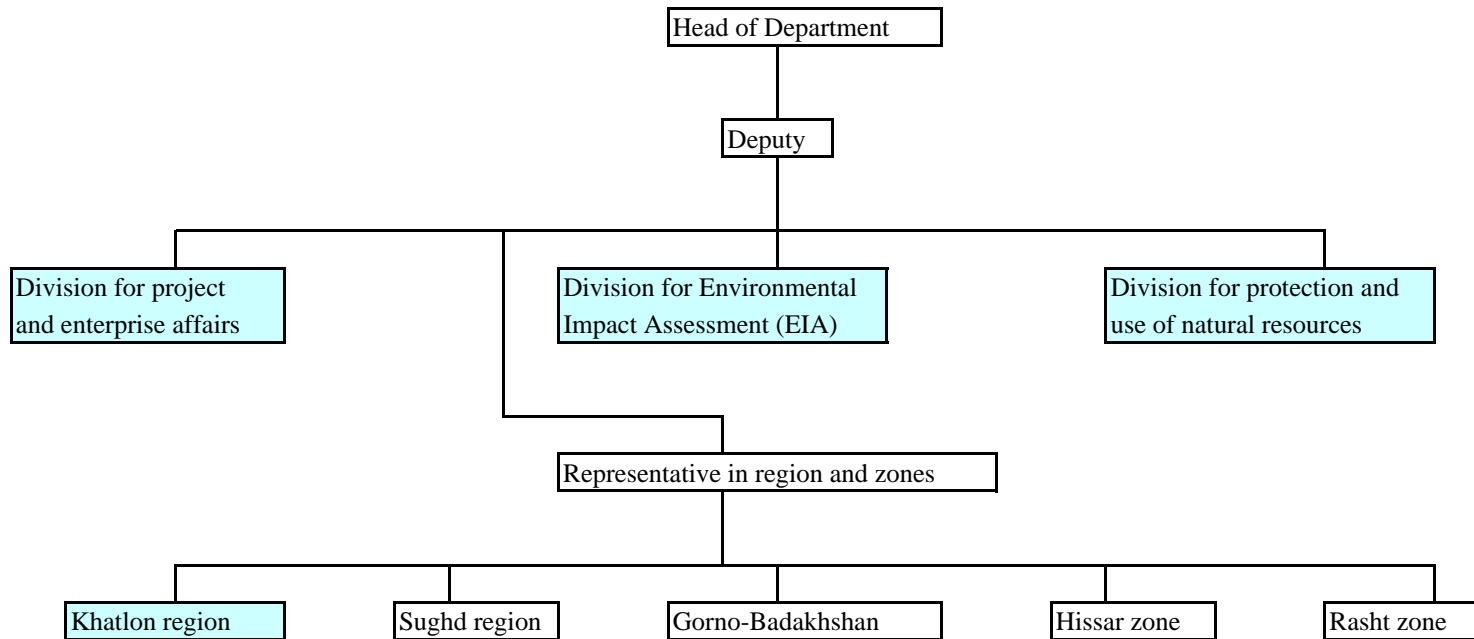 Head of Department
Deputy
Division for project
and enterprise affairs
Division for Environmental
Impact Assessment (EIA)
Division for protection and
use of natural resources
Representative in region and zones
Khatlon region
Sughd region
Gorno-Badakhshan
Hissar zone
Rasht zone